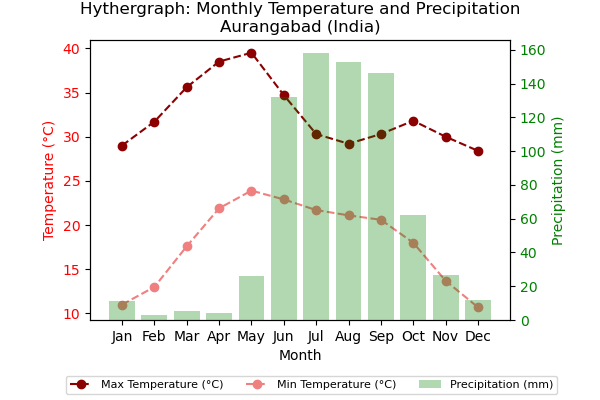 Hythergraph: Monthly Temperature and Precipitation
Aurangabad (India)
Temperature (°C)
40
35
30
25
20
15
10
160
140
120
100
80
60
40
20
0
Precipitation (mm)
Jan Feb Mar Apr May Jun Jul Aug Sep Oct Nov Dec
Month
Max Temperature (°C) Min Temperature (°C) Precipitation (mm)